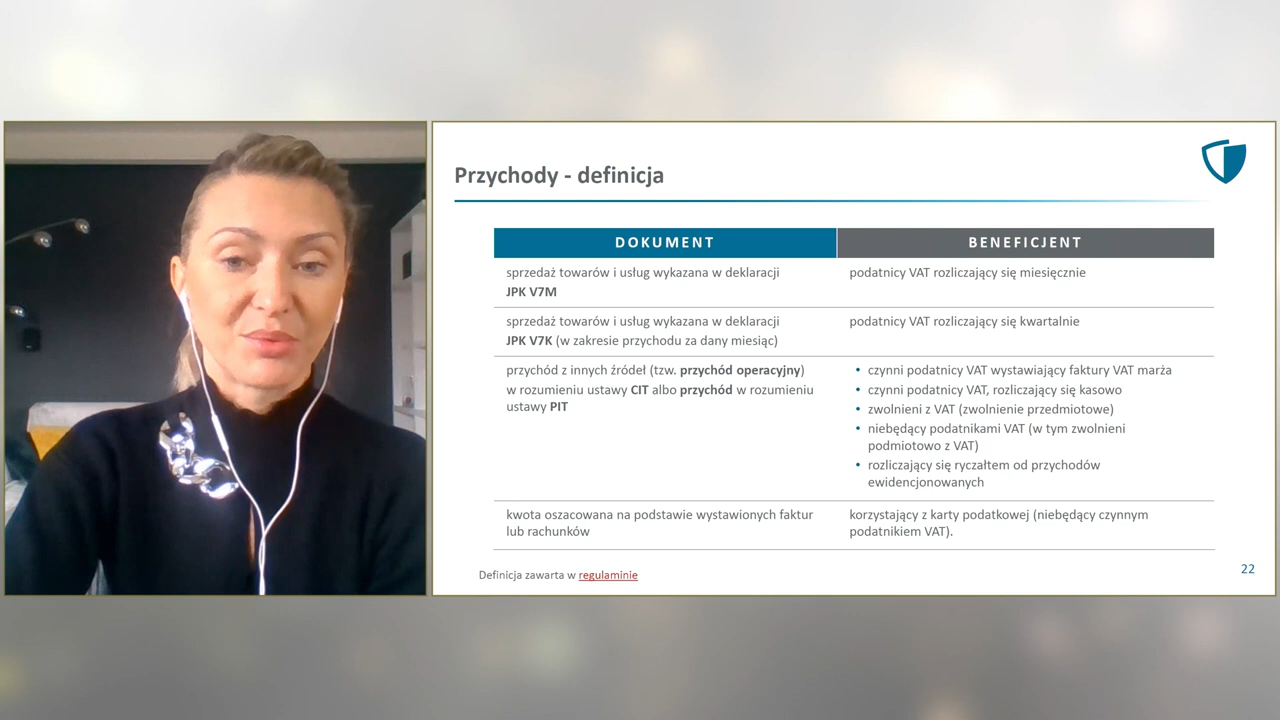 Przychody - definicja
DOKUMENT
BENEFICJENT
sprzedaż towarów i usług wykazana w deklaracji
JPK V7M
podatnicy VAT rozliczający się miesięcznie
sprzedaż towarów i usług wykazana w deklaracji
JPK V7K (w zakresie przychodu za dany miesiąc)
podatnicy VAT rozliczający się kwartalnie
przychód z innych źródeł (tzw. przychód operacyjny)
w rozumieniu ustawy CIT albo przychód w rozumieniu
ustawy PIT
• czynni podatnicy VAT wystawiający faktury VAT marża
• czynni podatnicy VAT, rozliczający się kasowo
• zwolnieni z VAT (zwolnienie przedmiotowe)
• niebędący podatnikami VAT (w tym zwolnieni
podmiotowo z VAT)
• rozliczający się ryczałtem od przychodów
ewidencjonowanych
kwota oszacowana na podstawie wystawionych faktur
lub rachunków
korzystający z karty podatkowej (niebędący czynnym
podatnikiem VAT).
Definicja zawarta w regulaminie
22